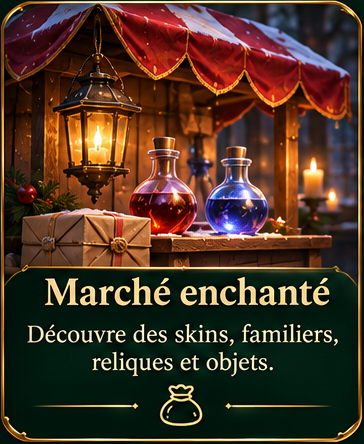 Marché enchanté
Découvre des skins, familiers,
reliques et objets.